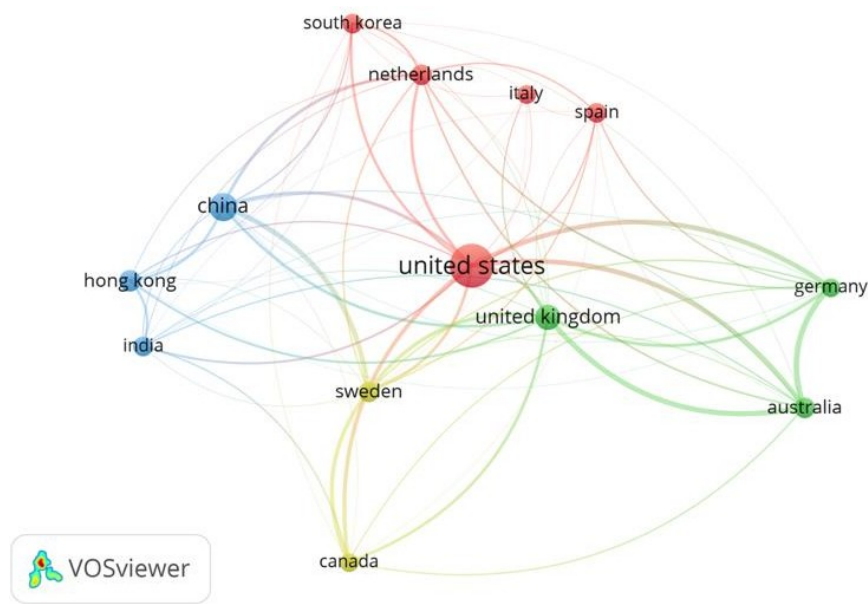 south korea
netherlands
italy
spain
china
united states
hong kong
germany
united kingdom
india
sweden
australia
canada
VOSviewer